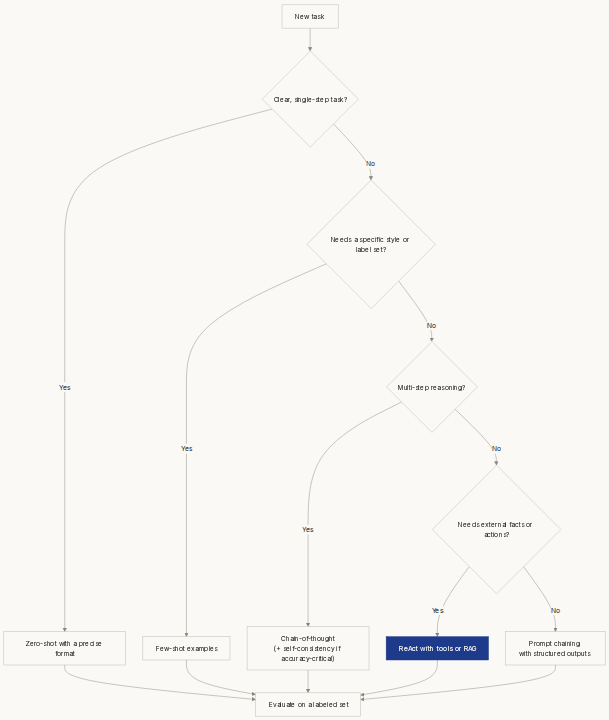 New task
Clear, single-step task?
No
Needs a specific style or
label set?
No
Yes
Multi-step reasoning?
Yes
No
Yes
Needs external facts or
actions?
Yes
No
Zero-shot with a precise
format
Few-shot examples
Chain-of-thought
(+ self-consistency if
accuracy-critical)
ReAct with tools or RAG
Prompt chaining
with structured outputs
Evaluate on a labeled set